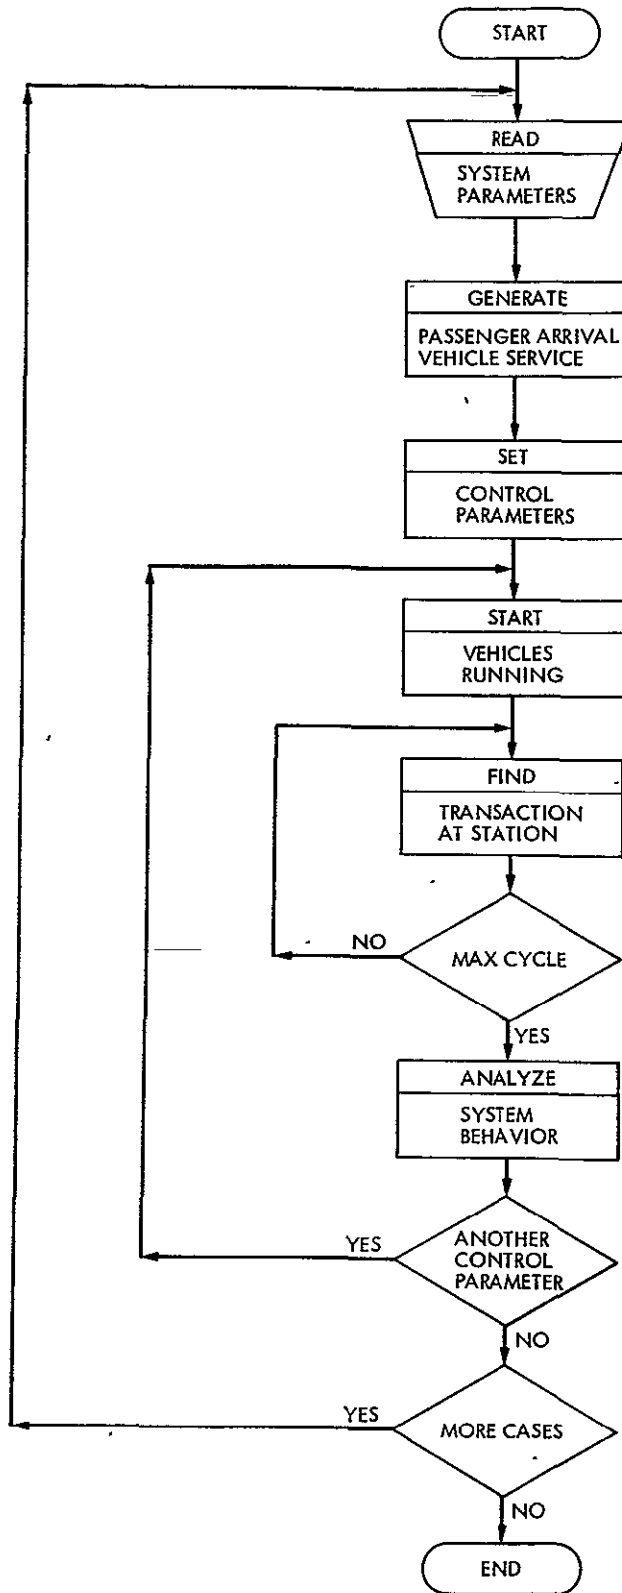 START
READ
SYSTEM
PARAMETERS
GENERATE
PASSENGER ARRIVAL
VEHICLE SERVICE
SET
CONTROL
PARAMETERS
START
VEHICLES
RUNNING
FIND
TRANSACTION
AT STATION
NO
MAX CYCLE
YES
ANALYZE
SYSTEM
BEHAVIOR
YES
ANOTHER
CONTROL
PARAMETER
NO
YES
MORE CASES
NO
END